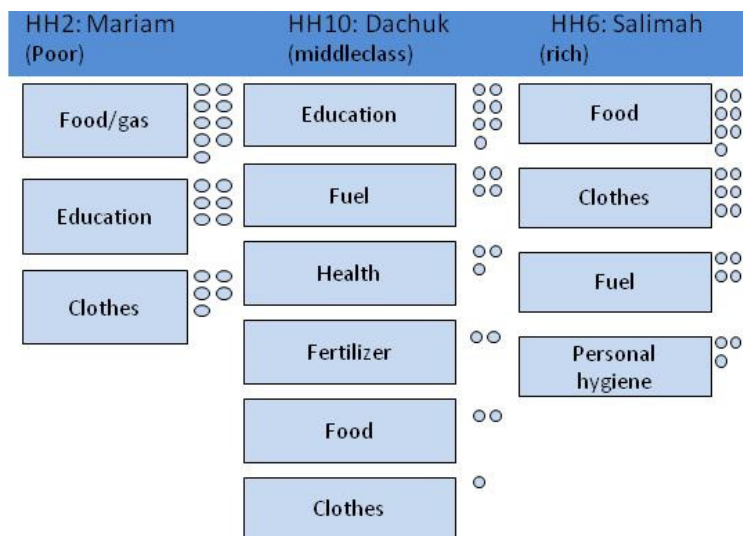 HH2: Mariam
(Poor)
HH10: Dachuk
(middleclass)
HH6: Salimah
(rich)
Food/gas
Education
Clothes
Education
Fuel
Health
Fertilizer
Food
Clothes
Food
Clothes
Fuel
Personal
hygiene